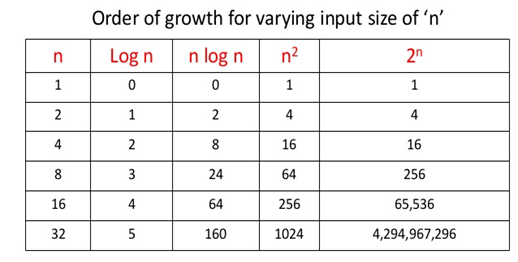 Order of growth for varying input size of ‘n’
n Log n n log n n² 2ⁿ
1 0 0 1 1
2 1 2 4 4
4 2 8 16 16
8 3 24 64 256
16 4 64 256 65,536
32 5 160 1024 4,294,967,296